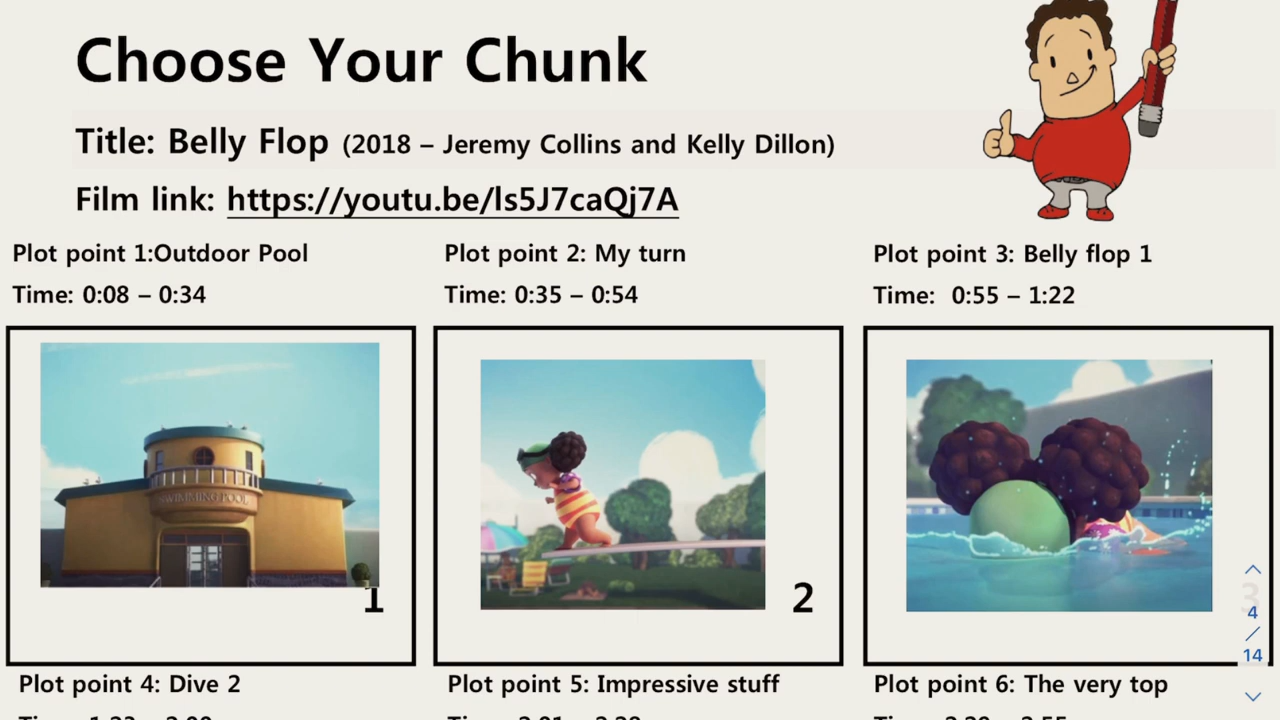 Choose Your Chunk
Title: Belly Flop (2018 – Jeremy Collins and Kelly Dillon)
Film link: https://youtu.be/ls5J7caQj7A
Plot point 1:Outdoor Pool
Time: 0:08 – 0:34
Plot point 2: My turn
Time: 0:35 – 0:54
Plot point 3: Belly flop 1
Time: 0:55 – 1:22
SWIMMING POOL
1
2
3
4
/
14
Plot point 4: Dive 2
Plot point 5: Impressive stuff
Plot point 6: The very top